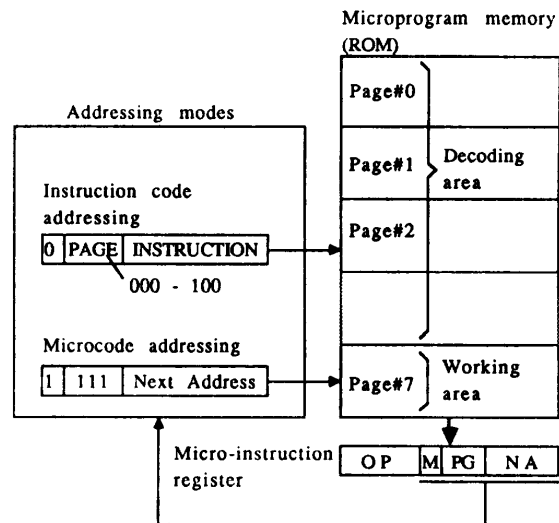 Microprogram memory
(ROM)
Addressing modes
Page#0
Page#1
Decoding
area
Page#2
Instruction code
addressing
0 PAGE INSTRUCTION
000 - 100
Microcode addressing
1 111 Next Address
Page#7
Working
area
Micro-instruction
register
OP M PG NA